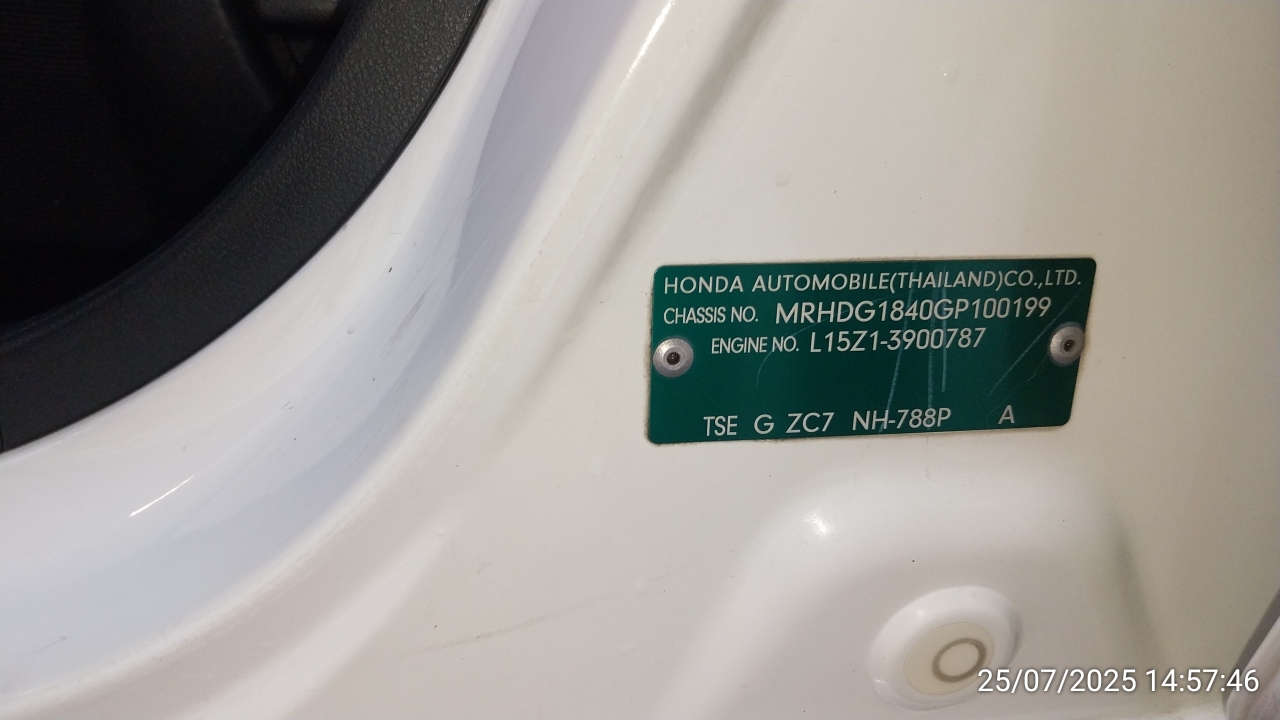 HONDA AUTOMOBILE(THAILAND)CO.,LTD.
CHASSIS NO. MRHDG1840GP100199
ENGINE NO. L15Z1-3900787
TSE G ZC7 NH-788P A
25/07/2025 14:57:46